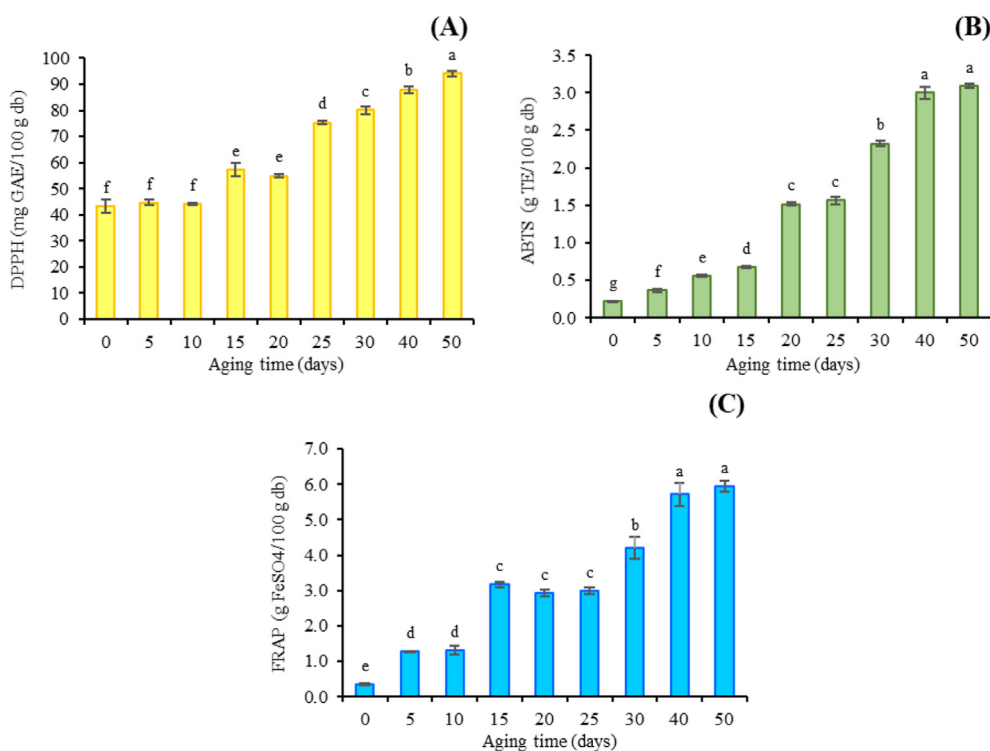 (A)
DPPH (mg GAE/100 g db)
100
90
80
70
60
50
40
30
20
10
0
f f f e e d c b a
0 5 10 15 20 25 30 40 50
Aging time (days)
(B)
ABTS (g TE/100 g db)
3.5
3.0
2.5
2.0
1.5
1.0
0.5
0.0
g f e d c c b a a
0 5 10 15 20 25 30 40 50
Aging time (days)
(C)
FRAP (g FeSO4/100 g db)
7.0
6.0
5.0
4.0
3.0
2.0
1.0
0.0
e d d c c c b a a
0 5 10 15 20 25 30 40 50
Aging time (days)